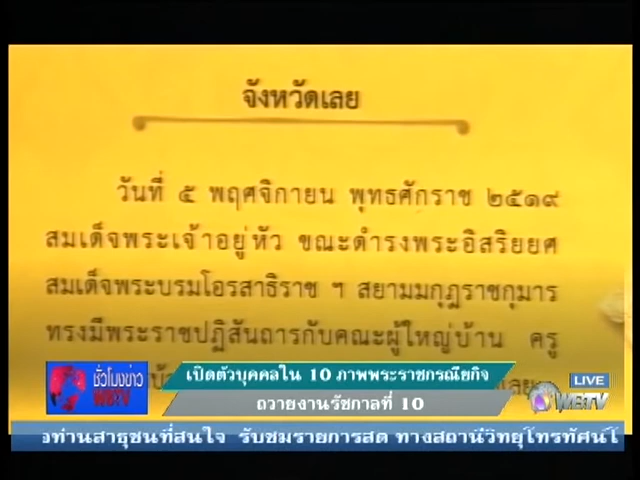 จังหวัดเลย
วันที่ ๕ พฤศจิกายน พุทธศักราช ๒๕๑๙
สมเด็จพระเจ้าอยู่หัว ขณะดำรงพระอิสริยยศ
สมเด็จพระบรมโอรสาธิราช ฯ สยามมกุฎราชกุมาร
ทรงมีพระราชปฏิสันถารกับคณะผู้ใหญ่บ้าน ครู
ชั่วโมงข่าว
WBTV
เปิดตัวบุคคลใน 10 ภาพพระราชกรณียกิจ
ถวายงานรัชกาลที่ 10
LIVE
WBTV
อท่านสาธุชนที่สนใจ รับชมรายการสด ทางสถานีวิทยุโทรทัศน์โ